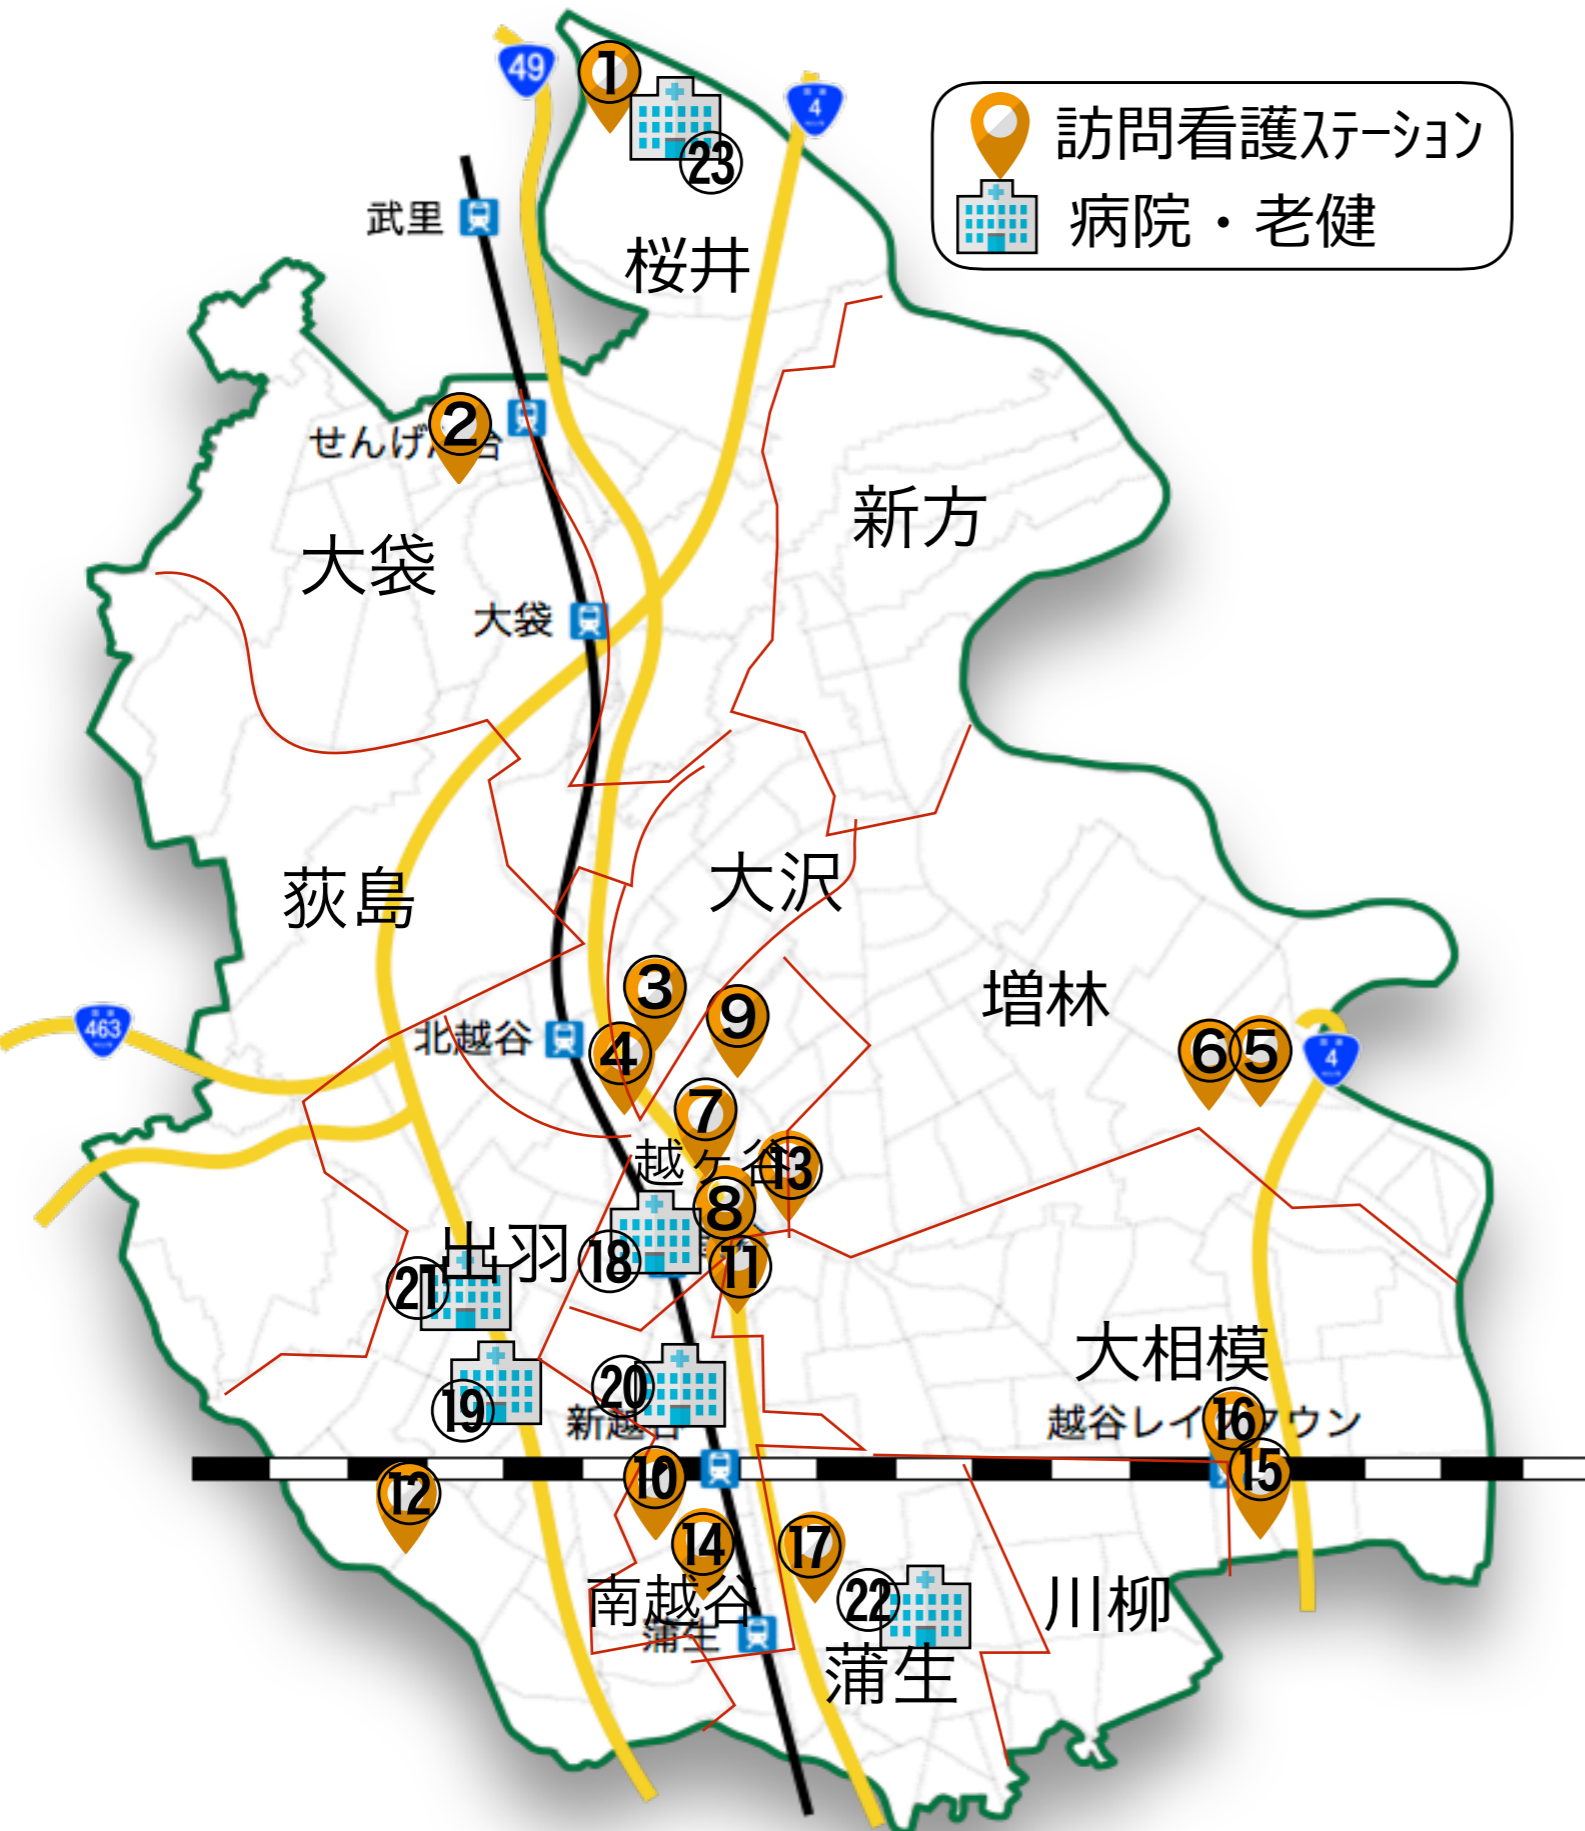 49
①
4
訪問看護ステーション
㉓
病院・老健
武里
桜井
②
せんげ
台
新方
大袋
大袋
大沢
荻島
③
増林
⑨
463
北越谷
④
⑥
⑤
4
⑦
越ヶ谷
⑬
⑧
出羽
⑱
⑪
㉑
大相模
⑳
⑲
新越谷
越谷レイクタウン
⑯
⑩
⑮
⑫
⑭
⑰
南越谷
㉒
川柳
蒲生
蒲生